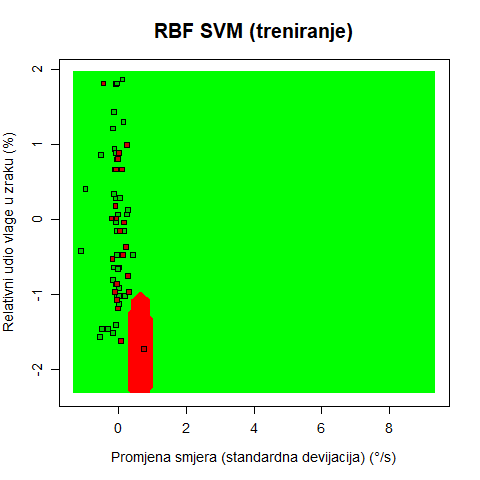 RBF SVM (treniranje)
Relativni udio vlage u zraku (%)
2
1
0
-1
-2
0 2 4 6 8
Promjena smjera (standardna devijacija) (°/s)